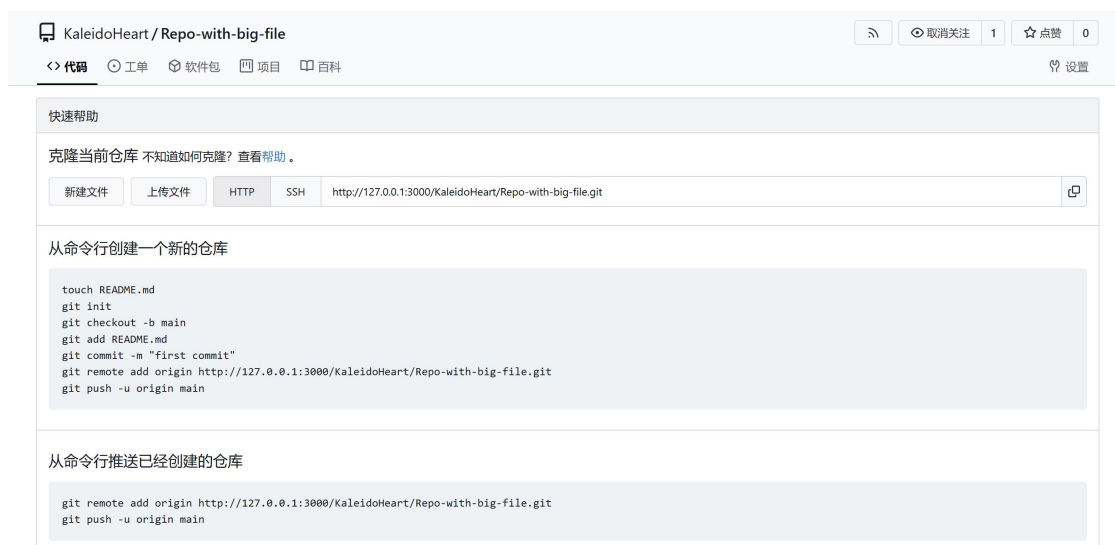 KaleidoHeart / Repo-with-big-file
取消关注 1 点赞 0
代码 工单 软件包 项目 百科 设置
快速帮助
克隆当前仓库 不知道如何克隆？查看帮助 。
新建文件 上传文件 HTTP SSH http://127.0.0.1:3000/KaleidoHeart/Repo-with-big-file.git
从命令行创建一个新的仓库
touch README.md
git init
git checkout -b main
git add README.md
git commit -m "first commit"
git remote add origin http://127.0.0.1:3000/KaleidoHeart/Repo-with-big-file.git
git push -u origin main
从命令行推送已经创建的仓库
git remote add origin http://127.0.0.1:3000/KaleidoHeart/Repo-with-big-file.git
git push -u origin main